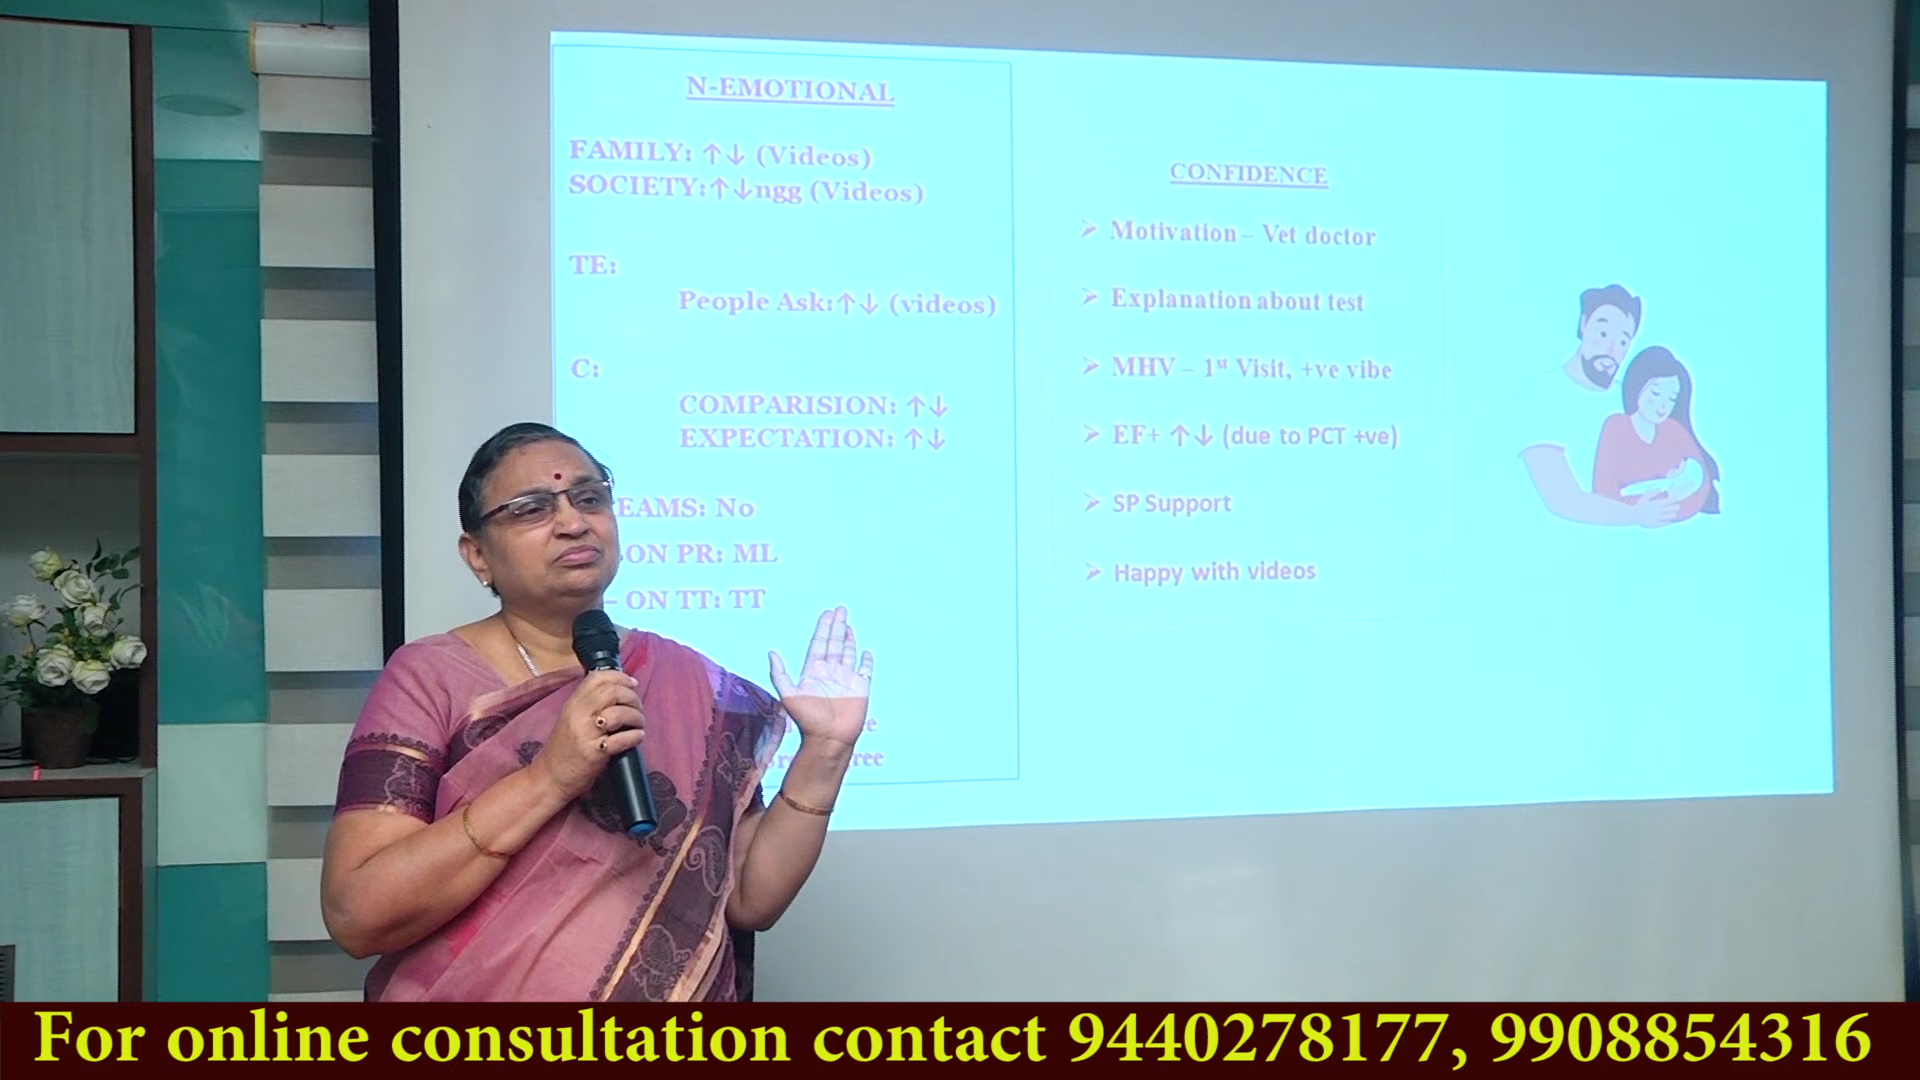 N-EMOTIONAL
FAMILY: ↑↓ (Videos)
SOCIETY:↑↓ngg (Videos)
TE:
People Ask:↑↓ (videos)
C:
COMPARISION: ↑↓
EXPECTATION: ↑↓
EAMS: No
ON PR: ML
– ON TT: TT
CONFIDENCE
➢ Motivation – Vet doctor
➢ Explanation about test
➢ MHV – 1st Visit, +ve vibe
➢ EF+ ↑↓ (due to PCT +ve)
➢ SP Support
➢ Happy with videos
For online consultation contact 9440278177, 9908854316